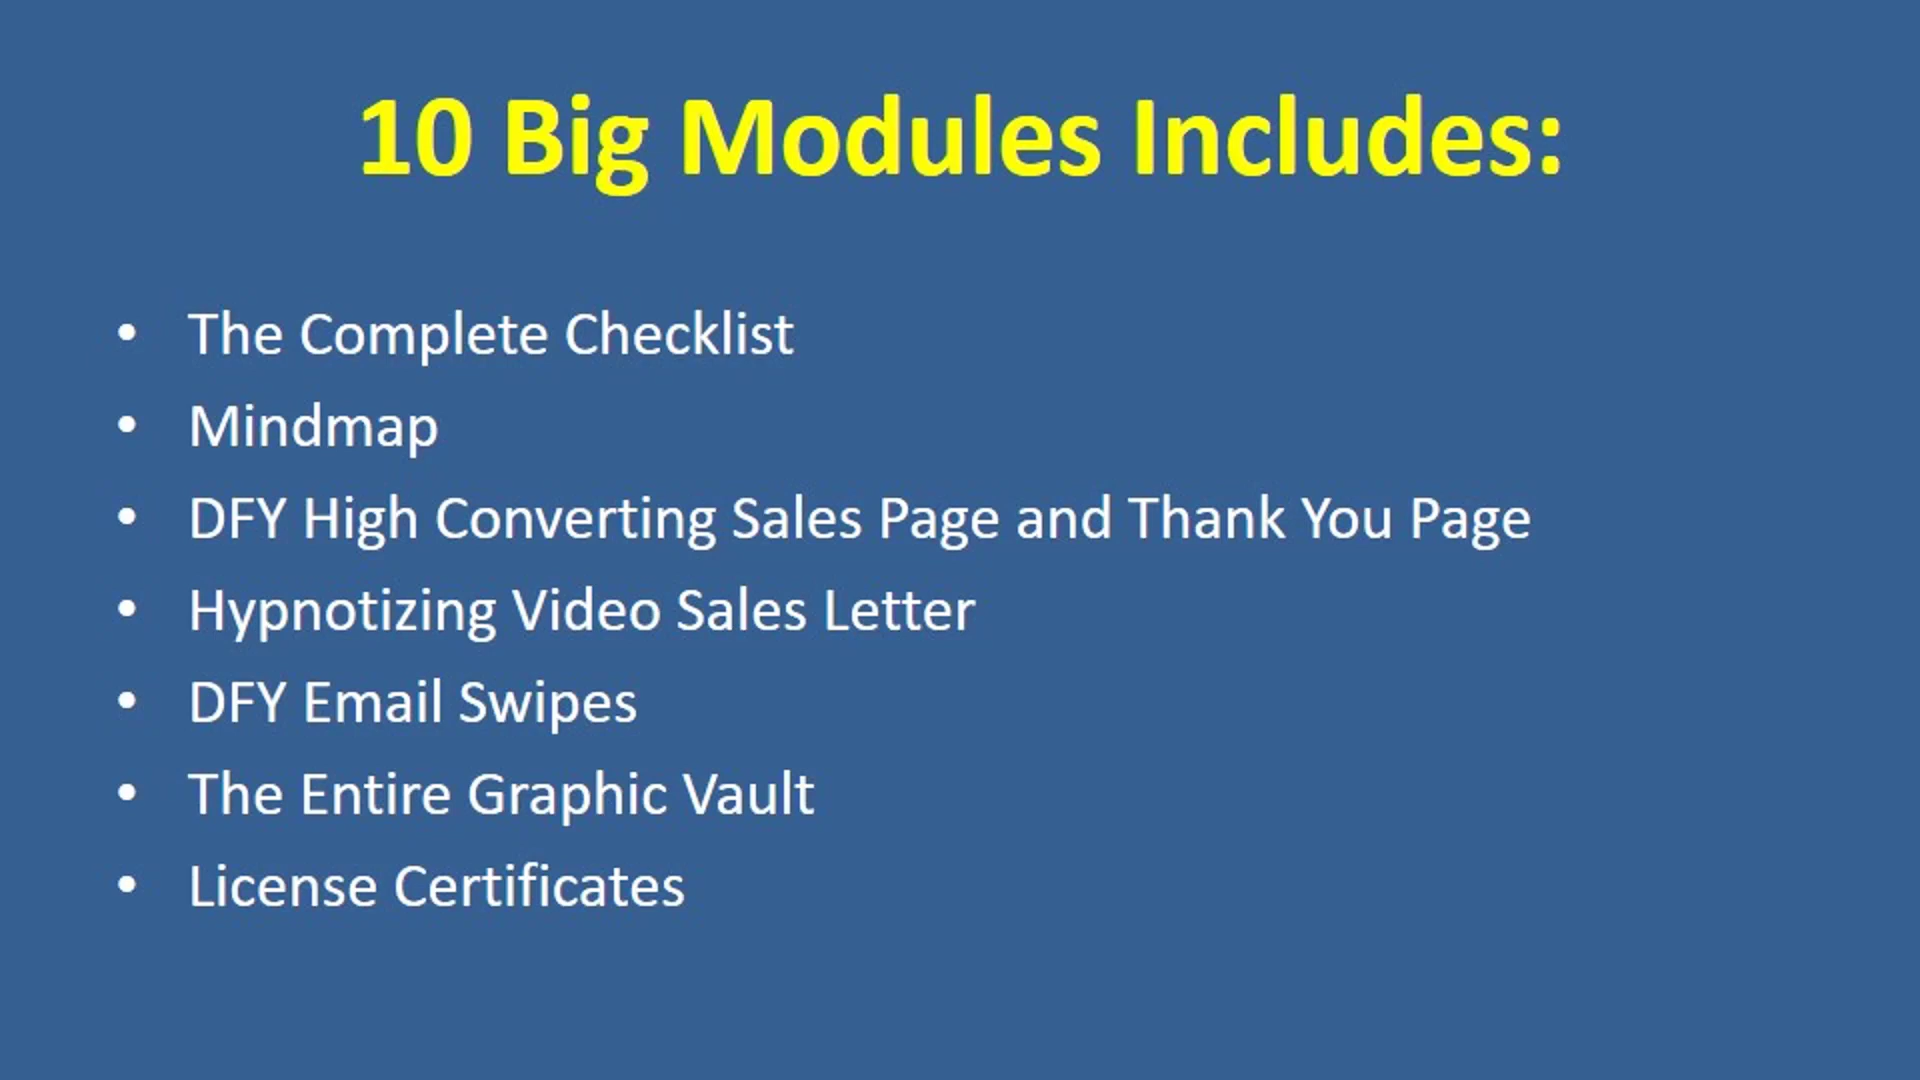 10 Big Modules Includes:
• The Complete Checklist
• Mindmap
• DFY High Converting Sales Page and Thank You Page
• Hypnotizing Video Sales Letter
• DFY Email Swipes
• The Entire Graphic Vault
• License Certificates